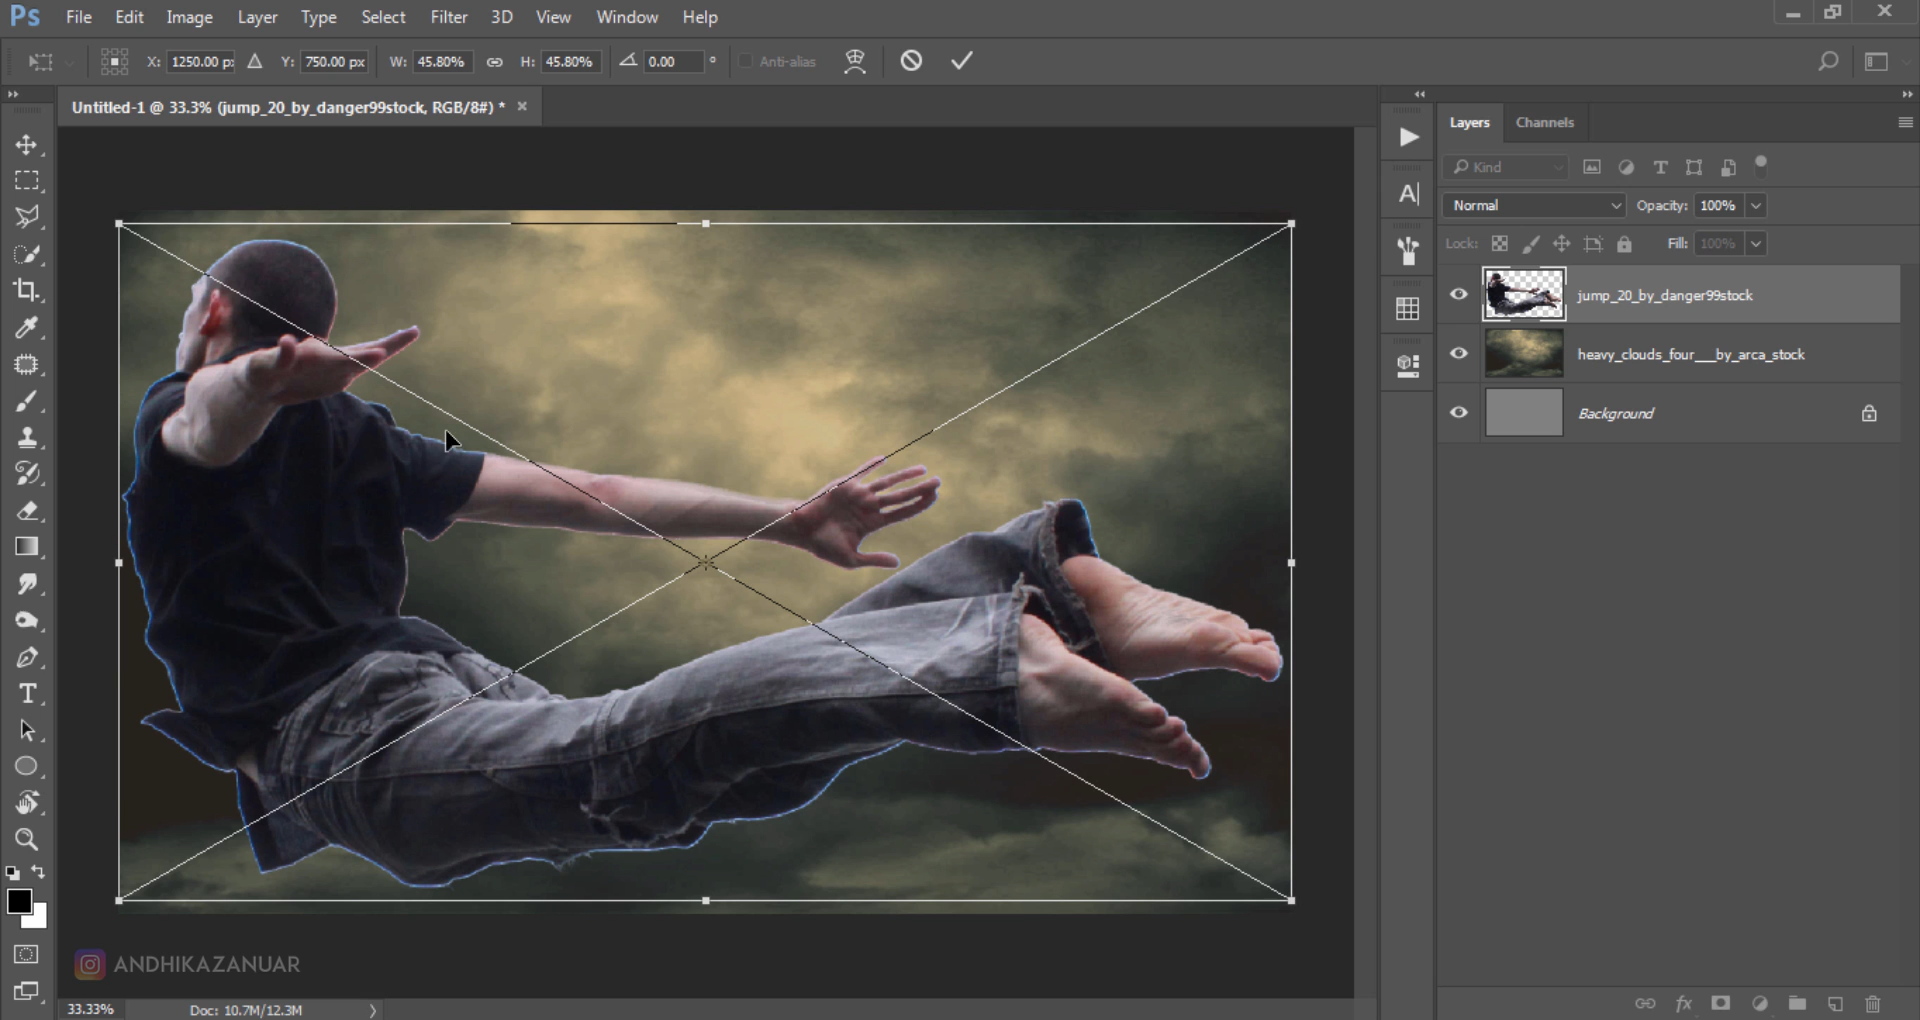 Ps File Edit Image Layer Type Select Filter 3D View Window Help
X: 1250.00 px Y: 750.00 px W: 45.80% H: 45.80% 0.00 ° Anti-alias
Untitled-1 @ 33.3% (jump_20_by_danger99stock, RGB/8#) *
Layers Channels
Kind
Normal Opacity: 100%
Lock: Fill: 100%
jump_20_by_danger99stock
heavy_clouds_four___by_arca_stock
Background
ANDHIKAZANUAR
33.33% Doc: 10.7M/12.3M
fx